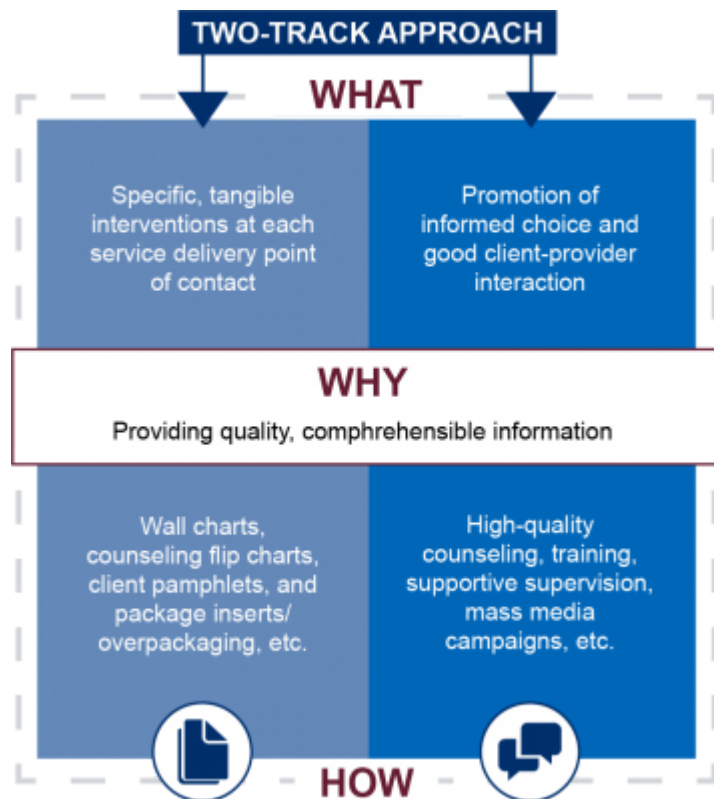 TWO-TRACK APPROACH
WHAT
Specific, tangible
interventions at each
service delivery point
of contact
Promotion of
informed choice and
good client-provider
interaction
WHY
Providing quality, comphrehensible information
Wall charts,
counseling flip charts,
client pamphlets, and
package inserts/
overpackaging, etc.
High-quality
counseling, training,
supportive supervision,
mass media
campaigns, etc.
HOW